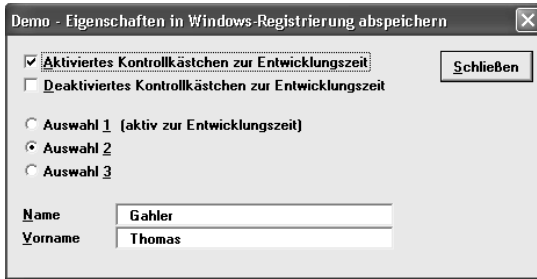 Demo - Eigenschaften in Windows-Registrierung abspeichern
Aktiviertes Kontrollkästchen zur Entwicklungszeit
Schließen
Deaktiviertes Kontrollkästchen zur Entwicklungszeit
Auswahl 1 (aktiv zur Entwicklungszeit)
Auswahl 2
Auswahl 3
Name Gahler
Vorname Thomas